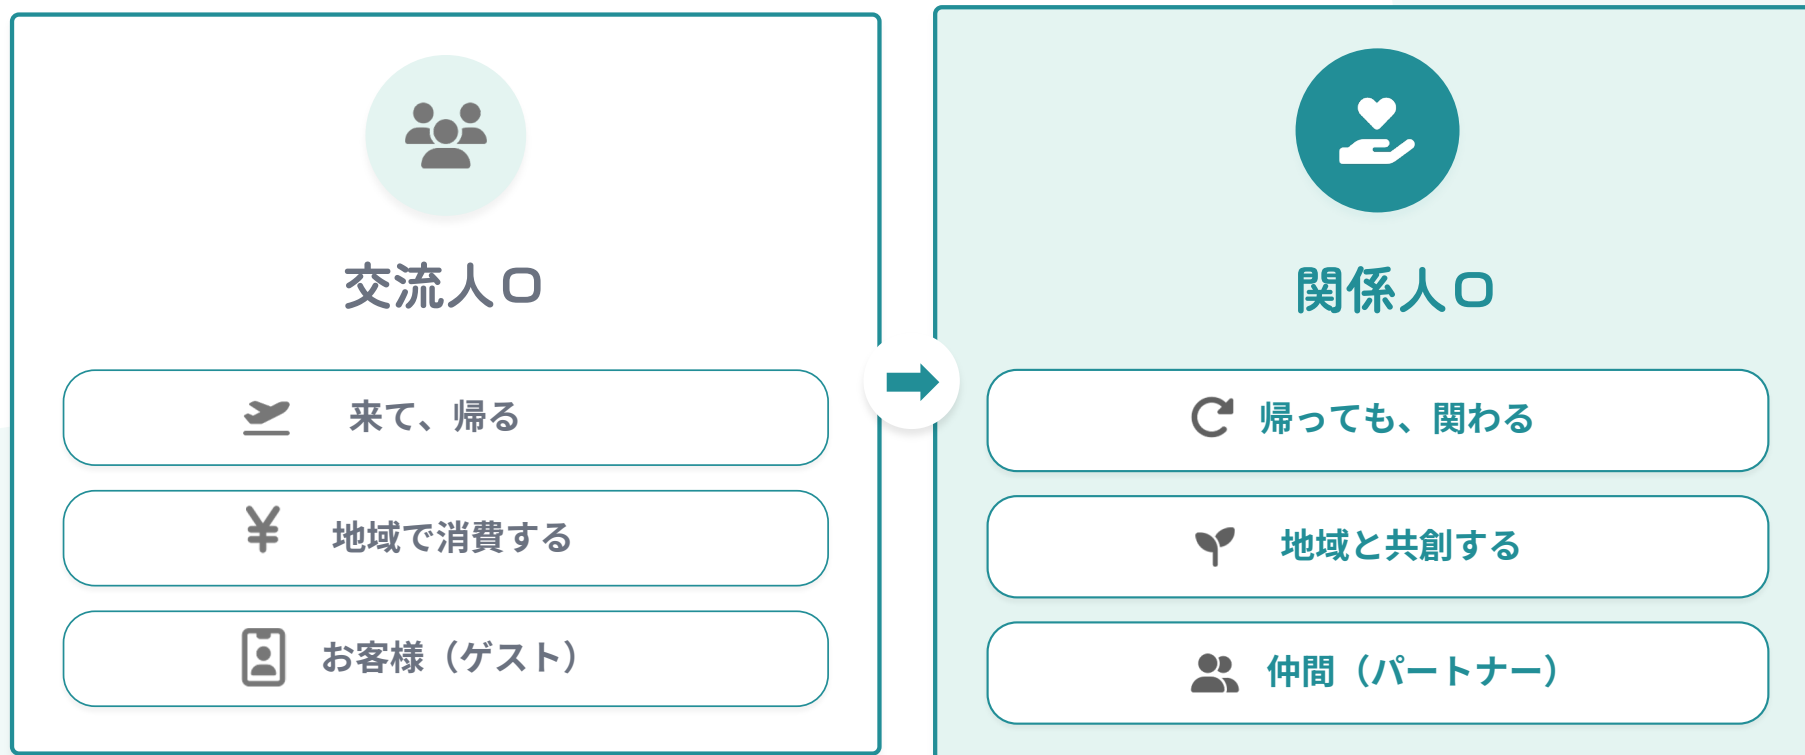 交流人口
来て、帰る
地域で消費する
お客様（ゲスト）
関係人口
帰っても、関わる
地域と共創する
仲間（パートナー）